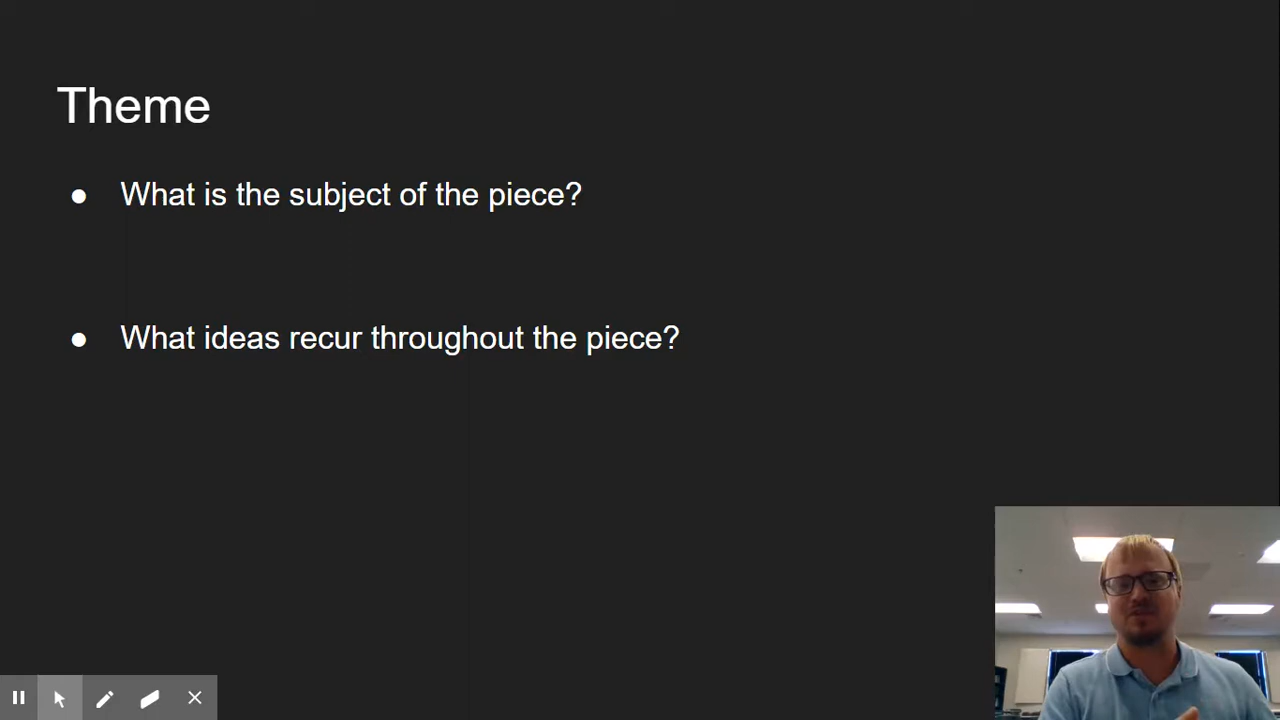 Theme
● What is the subject of the piece?
● What ideas recur throughout the piece?